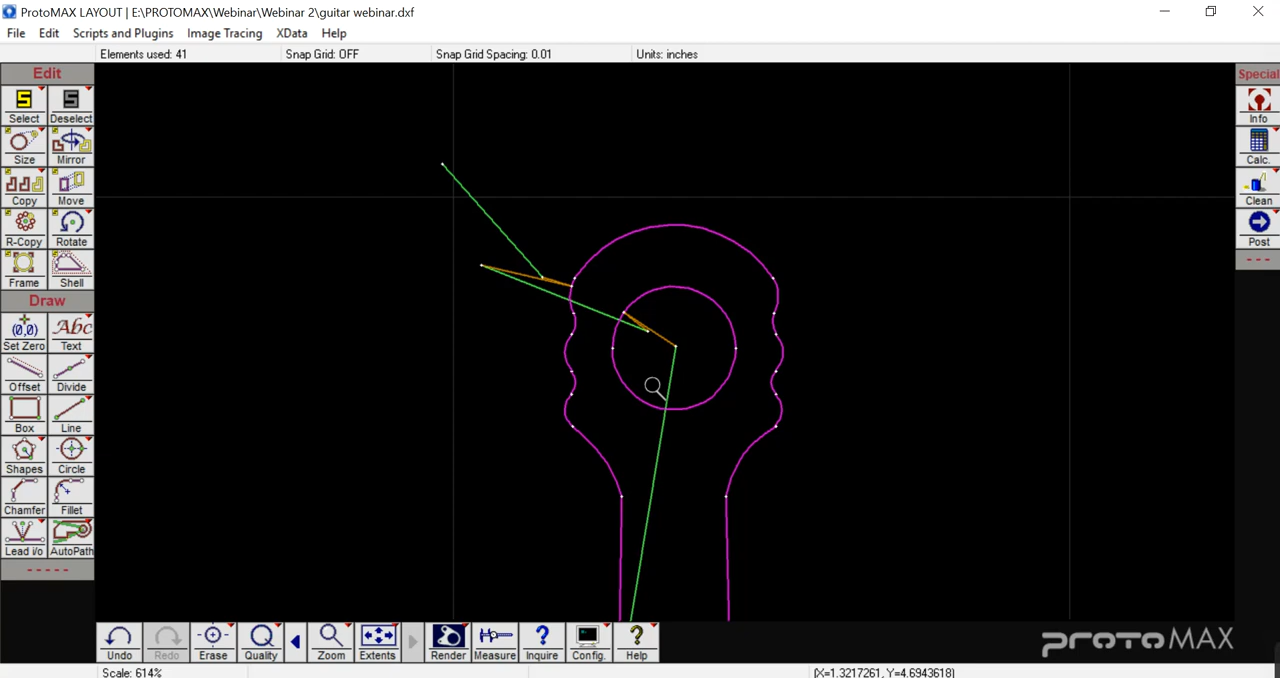 ProtoMAX LAYOUT | E:\PROTOMAX\Webinar\Webinar 2\guitar webinar.dxf
File Edit Scripts and Plugins Image Tracing XData Help
Elements used: 41 Snap Grid: OFF Snap Grid Spacing: 0.01 Units: inches
Edit
Select Deselect
Size Mirror
Copy Move
R-Copy Rotate
Frame Shell
Draw
(0,0) Abc
Set Zero Text
Offset Divide
Box Line
Shapes Circle
Chamfer Fillet
Lead i/o AutoPath
Special
Info
Calc.
Clean
Post
Undo Redo Erase Quality Zoom Extents Render Measure Inquire Config. Help
protoMAX
Scale: 614% [X=1.3217261, Y=4.6943618)